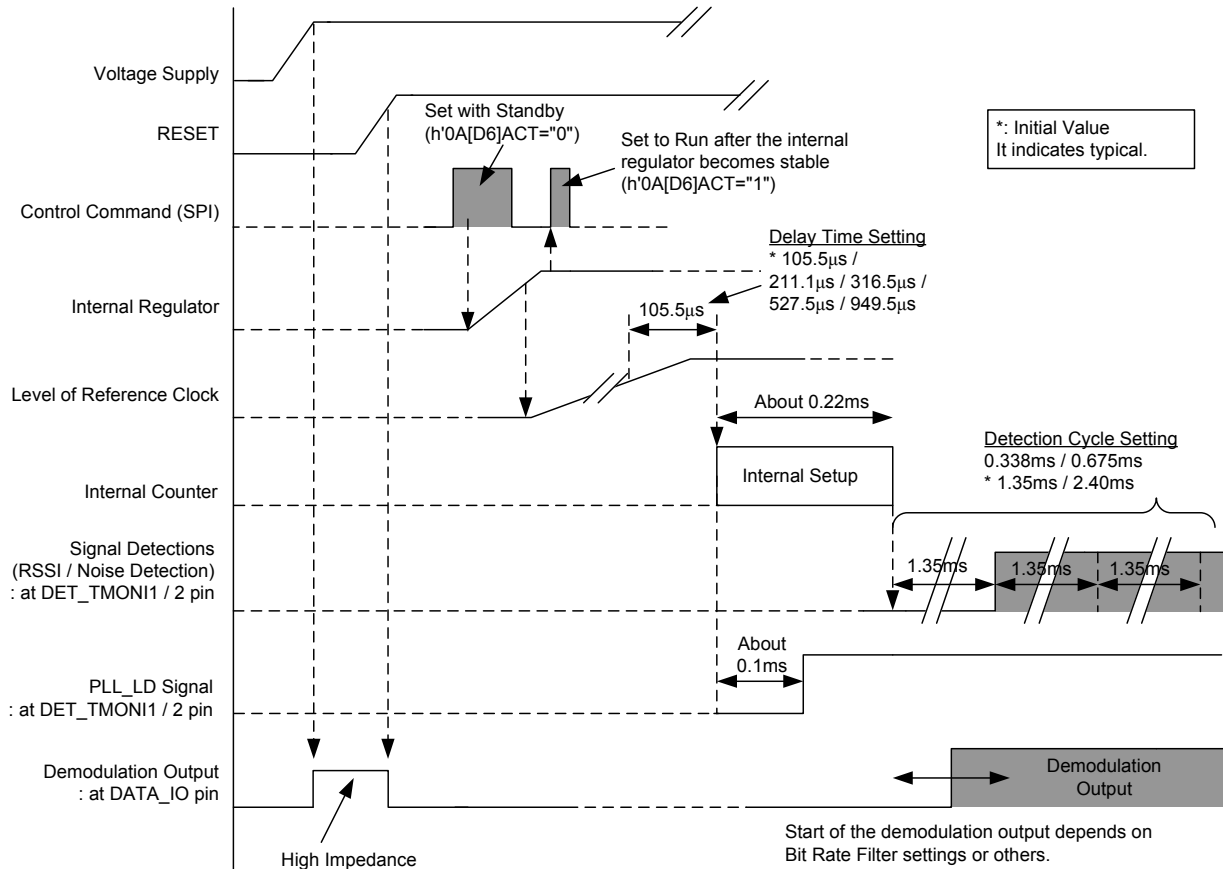 Voltage Supply
RESET
Set with Standby
(h'0A[D6]ACT="0")
Set to Run after the internal
regulator becomes stable
(h'0A[D6]ACT="1")
*: Initial Value
It indicates typical.
Control Command (SPI)
Delay Time Setting
* 105.5μs /
211.1μs / 316.5μs /
527.5μs / 949.5μs
Internal Regulator
105.5μs
Level of Reference Clock
About 0.22ms
Detection Cycle Setting
0.338ms / 0.675ms
* 1.35ms / 2.40ms
Internal Counter
Internal Setup
Signal Detections
(RSSI / Noise Detection)
: at DET_TMONI1 / 2 pin
1.35ms
1.35ms
1.35ms
About
0.1ms
PLL_LD Signal
: at DET_TMONI1 / 2 pin
Demodulation Output
: at DATA_IO pin
Demodulation
Output
High Impedance
Start of the demodulation output depends on
Bit Rate Filter settings or others.